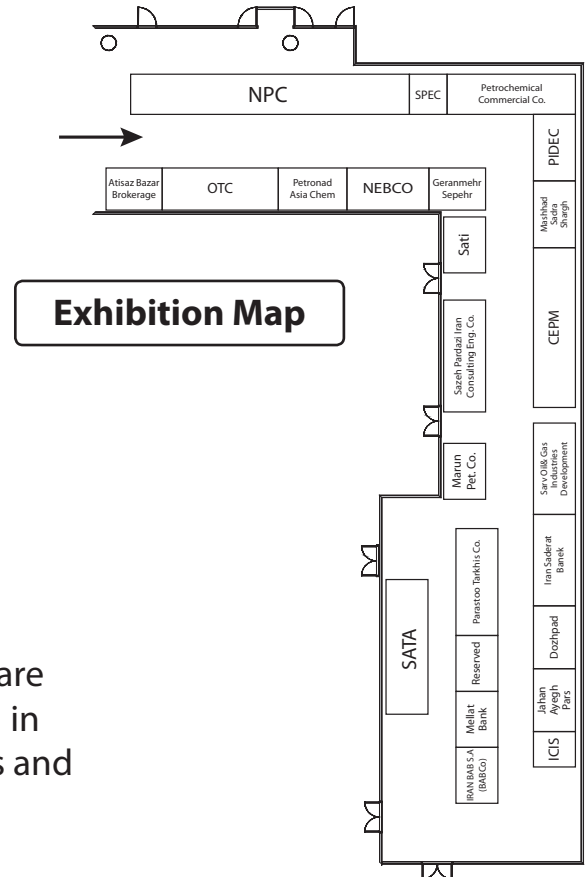 NPC
SPEC
Petrochemical
Commercial Co.
PIDEC
Atisaz Bazar
Brokerage
OTC
Petronad
Asia Chem
NEBCO
Geranmehr
Sepehr
Mashhad
Sadra
Shargh
Sati
Exhibition Map
Sazeh Pardazi Iran
Consulting Eng. Co.
CEPM
Marun
Pet. Co.
Sarv Oil& Gas
Industries
Development
Parastoo Tarkhis Co.
Iran Saderat
Banek
SATA
Reserved
Dozhpad
are
in
s and
Mellat
Bank
Jahan
Ayegh
Pars
IRAN BAB S.A
(BABCo)
ICIS